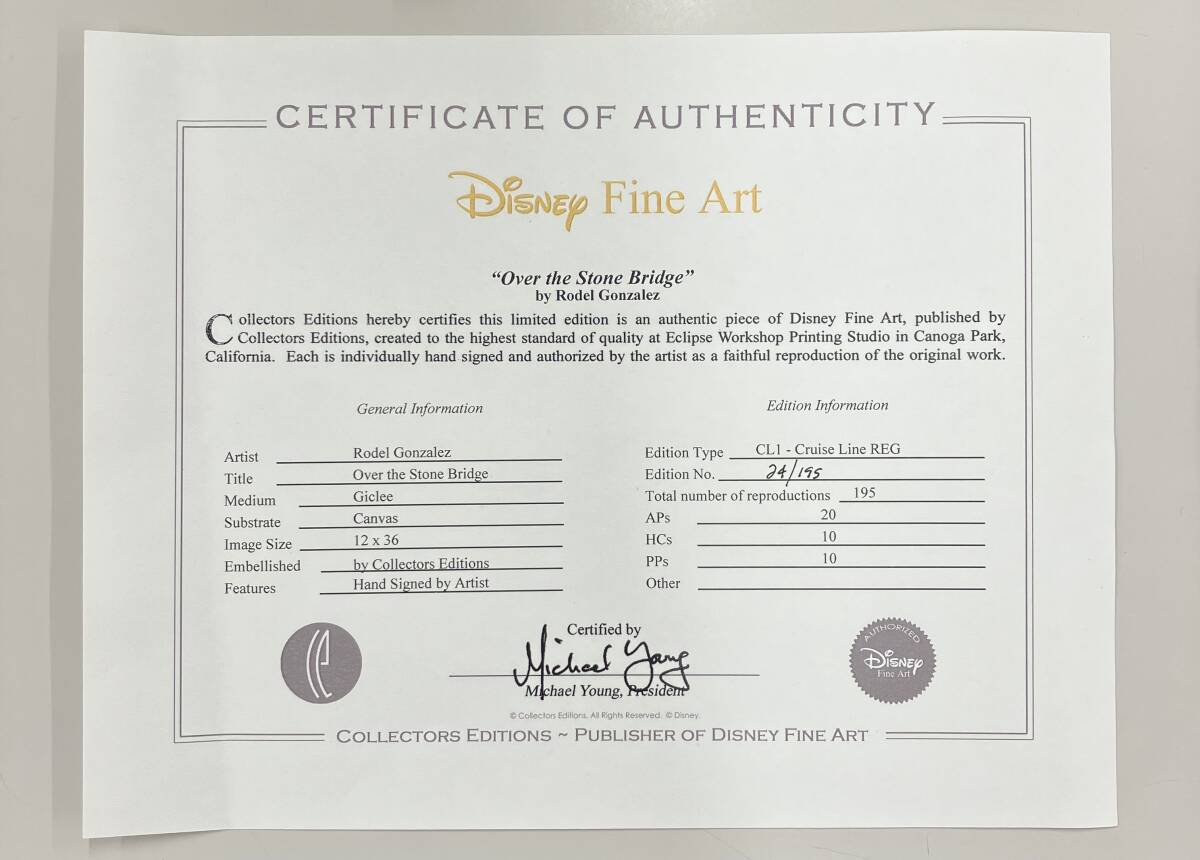 CERTIFICATE OF AUTHENTICITY
Disney Fine Art
“Over the Stone Bridge”
by Rodel Gonzalez
Collectors Editions hereby certifies this limited edition is an authentic piece of Disney Fine Art, published by
Collectors Editions, created to the highest standard of quality at Eclipse Workshop Printing Studio in Canoga Park,
California. Each is individually hand signed and authorized by the artist as a faithful reproduction of the original work.
General Information
Artist Rodel Gonzalez
Title Over the Stone Bridge
Medium Giclee
Substrate Canvas
Image Size 12 x 36
Embellished by Collectors Editions
Features Hand Signed by Artist
Edition Information
Edition Type CL1 - Cruise Line REG
Edition No. 24/195
Total number of reproductions 195
APs 20
HCs 10
PPs 10
Other
Certified by
Michael Young
Michael Young, President
AUTHORIZED
Disney
Fine Art
© Collectors Editions, All Rights Reserved. © Disney.
COLLECTORS EDITIONS ~ PUBLISHER OF DISNEY FINE ART